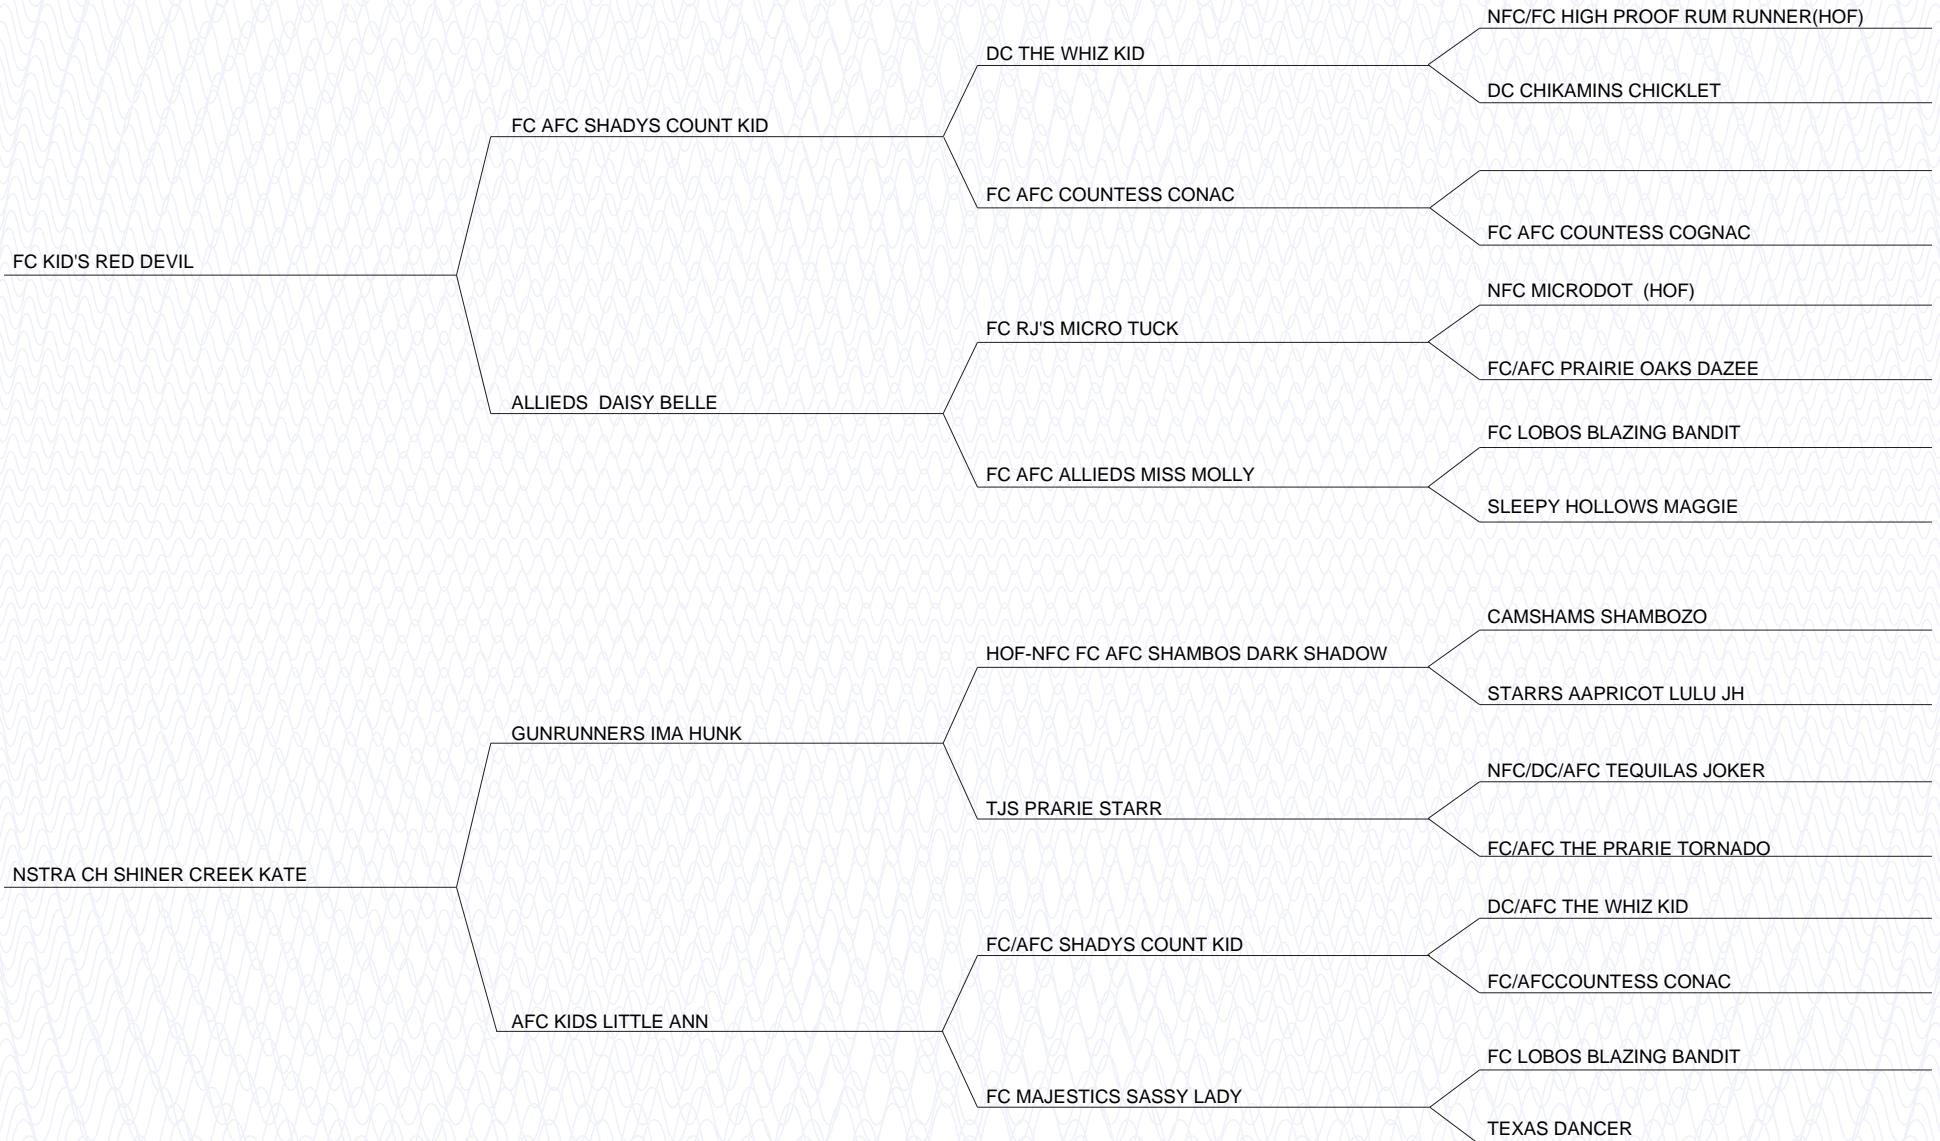 NFC/FC HIGH PROOF RUM RUNNER(HOF)
DC THE WHIZ KID
DC CHIKAMINS CHICKLET
FC AFC SHADYS COUNT KID
FC AFC COUNTESS CONAC
FC AFC COUNTESS COGNAC
FC KID'S RED DEVIL
NFC MICRODOT  (HOF)
FC RJ'S MICRO TUCK
FC/AFC PRAIRIE OAKS DAZEE
ALLIEDS  DAISY BELLE
FC LOBOS BLAZING BANDIT
FC AFC ALLIEDS MISS MOLLY
SLEEPY HOLLOWS MAGGIE
CAMSHAMS SHAMBOZO
HOF-NFC FC AFC SHAMBOS DARK SHADOW
STARRS AAPRICOT LULU JH
GUNRUNNERS IMA HUNK
NFC/DC/AFC TEQUILAS JOKER
TJS PRARIE STARR
FC/AFC THE PRARIE TORNADO
NSTRA CH SHINER CREEK KATE
DC/AFC THE WHIZ KID
FC/AFC SHADYS COUNT KID
FC/AFCCOUNTESS CONAC
AFC KIDS LITTLE ANN
FC LOBOS BLAZING BANDIT
FC MAJESTICS SASSY LADY
TEXAS DANCER